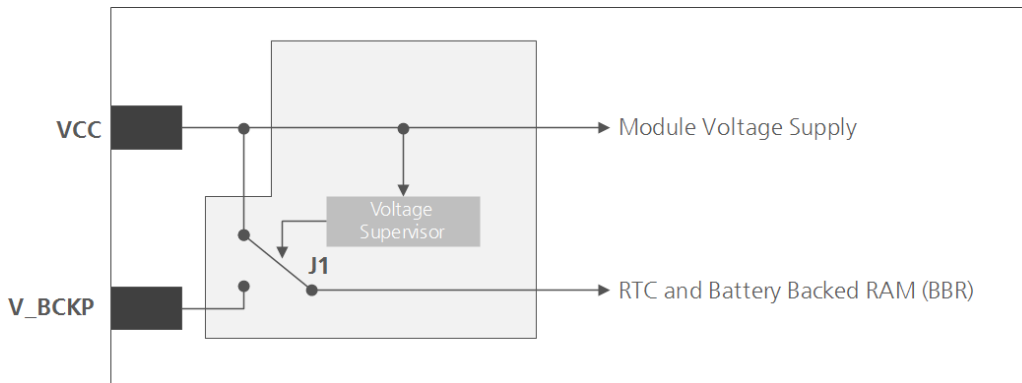 VCC
Module Voltage Supply
Voltage
Supervisor
J1
V_BCKP
RTC and Battery Backed RAM (BBR)